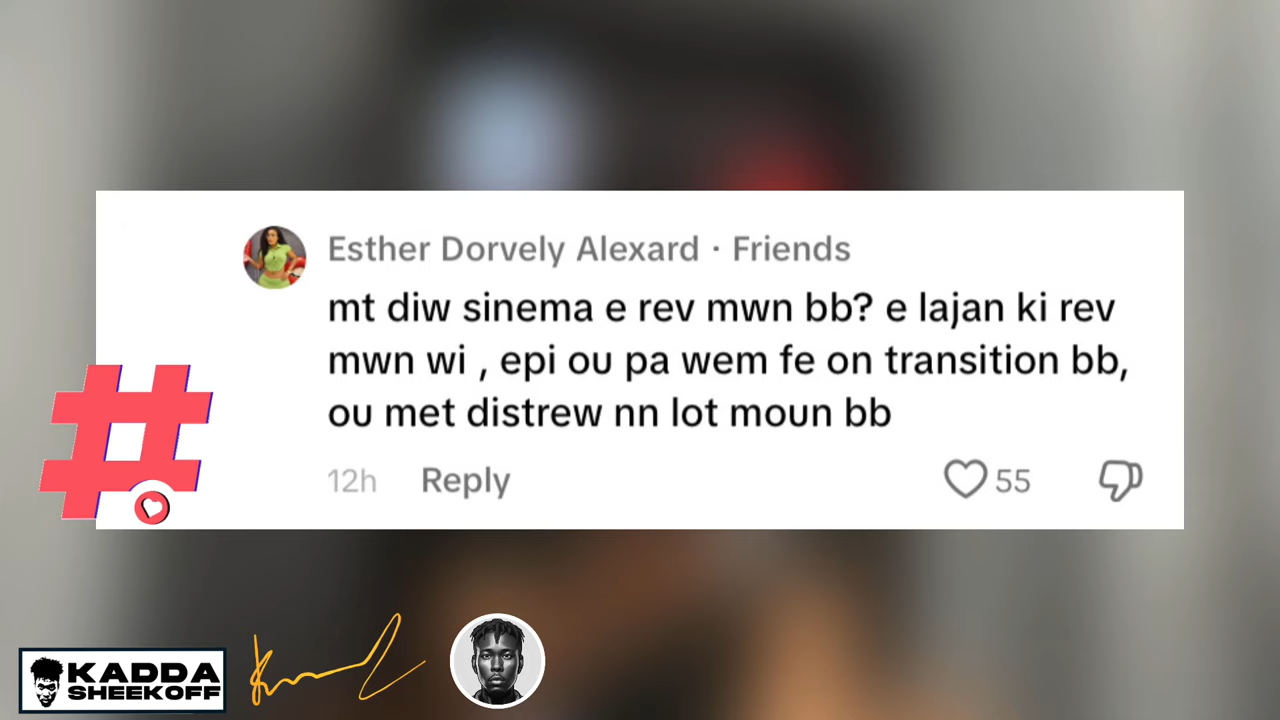 Esther Dorvely Alexard · Friends
mt diw sinema e rev mwn bb? e lajan ki rev
mwn wi , epi ou pa wem fe on transition bb,
ou met distrew nn lot moun bb
12h Reply 55
#
KADDA
SHEEKOFF